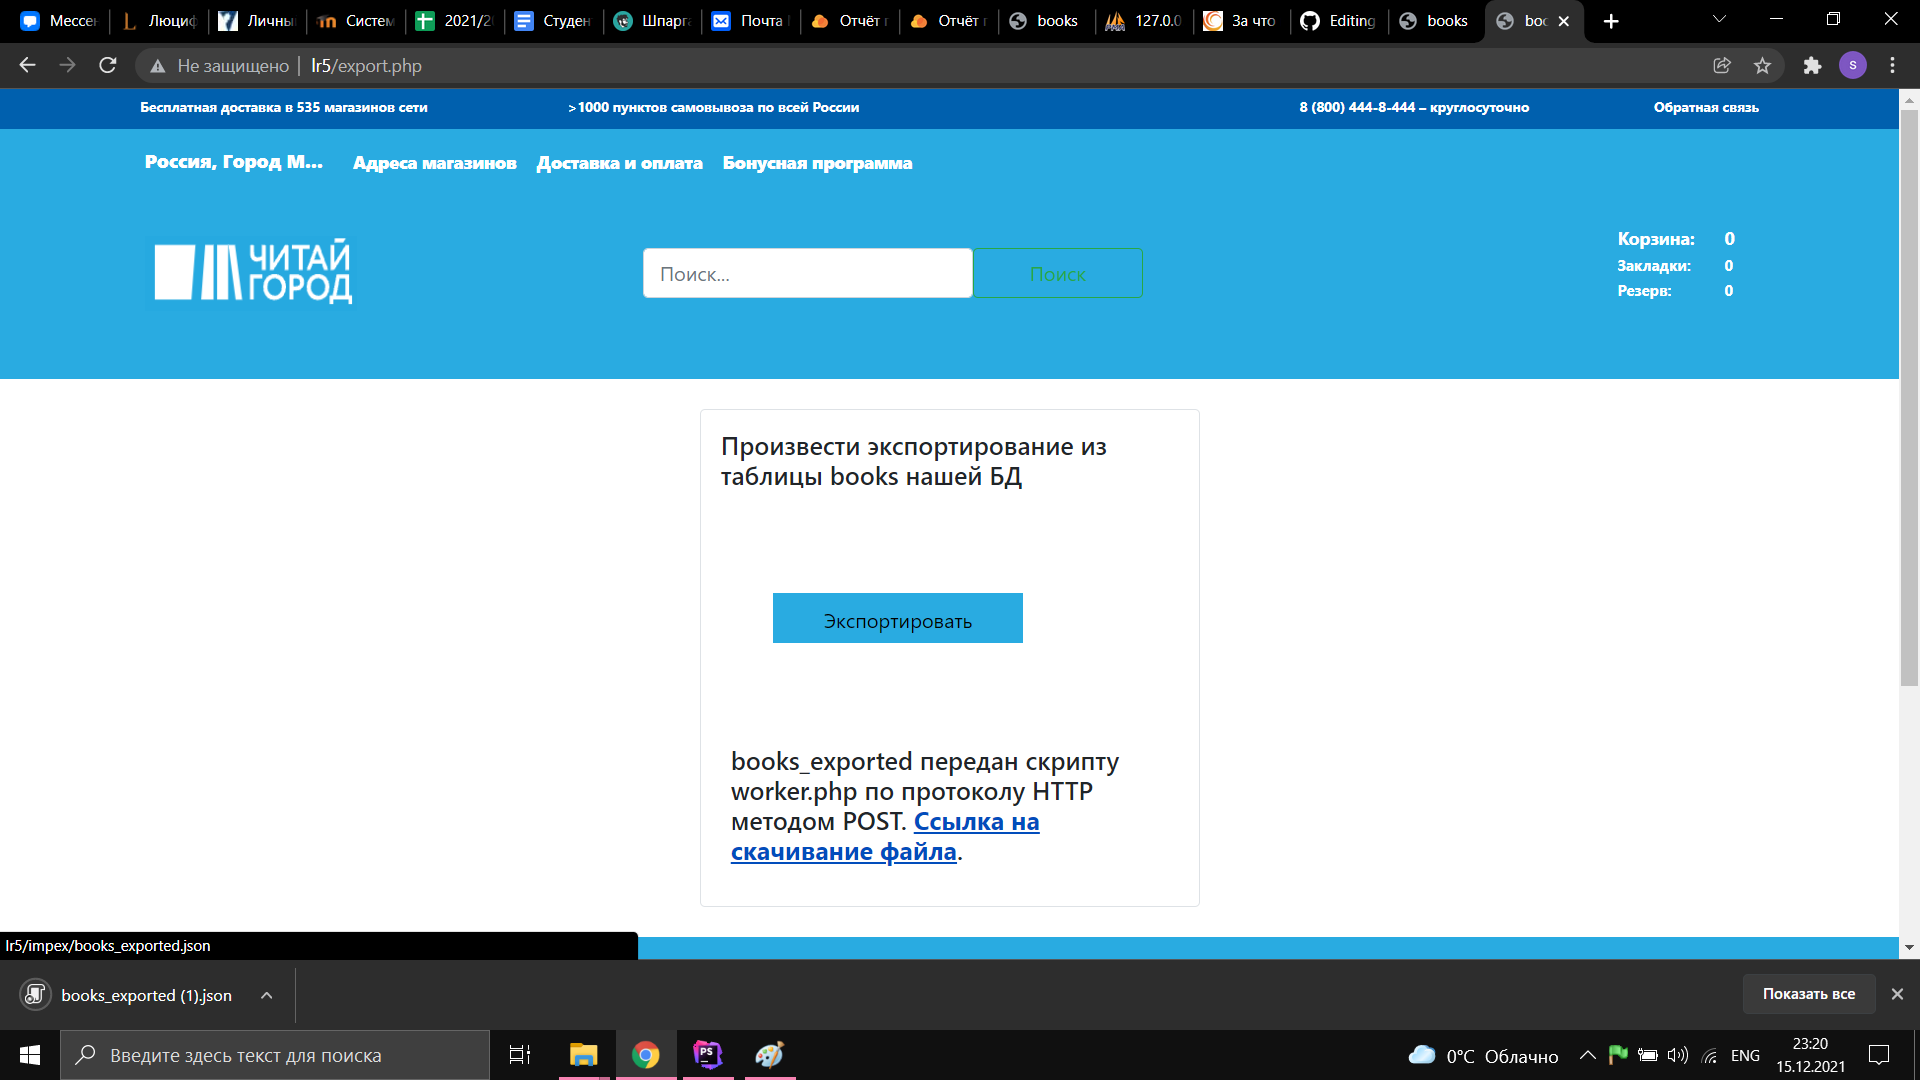 Мессен
Люциф
Личны
Систем
2021/2
Студен
Шпарга
Почта
Отчёт
Отчёт
books
127.0.0
За что
Editing
books
boo
Не защищено | lr5/export.php
S
Бесплатная доставка в 535 магазинов сети
>1000 пунктов самовывоза по всей России
8 (800) 444-8-444 – круглосуточно
Обратная связь
Россия, Город М...
Адреса магазинов
Доставка и оплата
Бонусная программа
ЧИТАЙ
ГОРОД
Поиск...
Поиск
Корзина: 0
Закладки: 0
Резерв: 0
Произвести экспортирование из
таблицы books нашей БД
Экспортировать
books_exported передан скрипту
worker.php по протоколу HTTP
методом POST. Ссылка на
скачивание файла.
lr5/impex/books_exported.json
books_exported (1).json
Показать все
Введите здесь текст для поиска
PS
0°C Облачно
ENG
23:20
15.12.2021